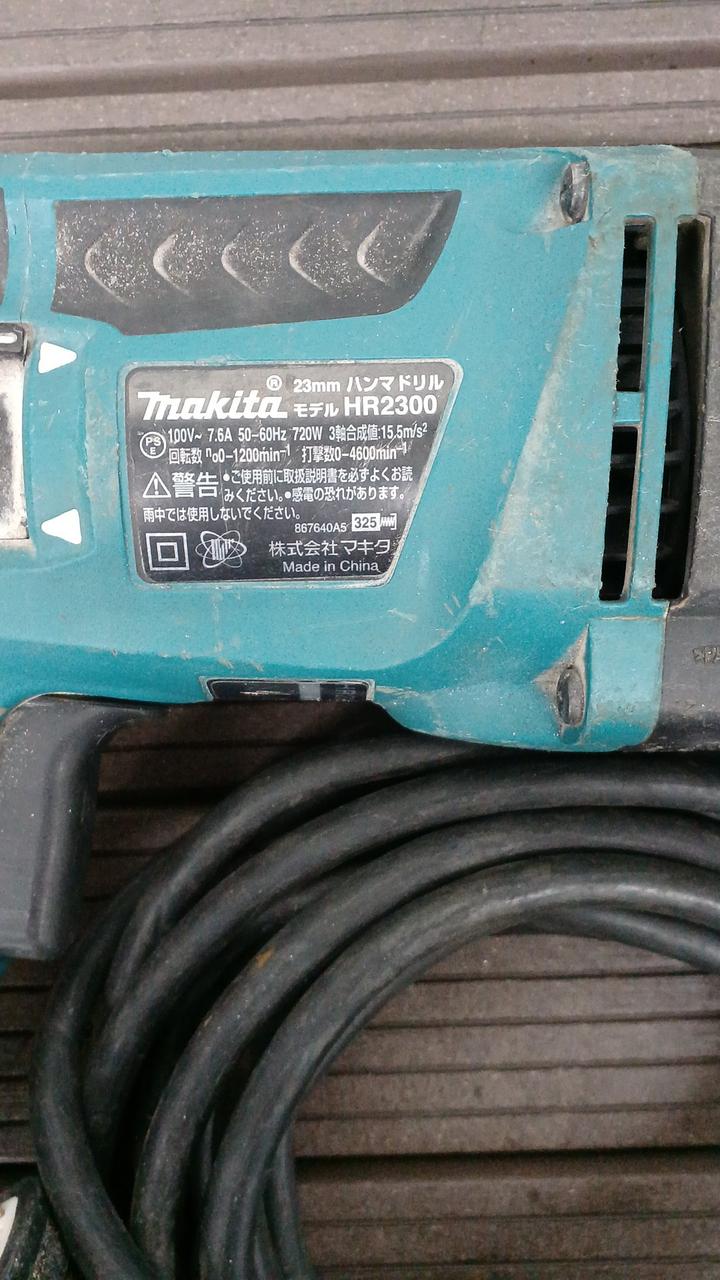 makita® 23mm ハンマドリル
モデル HR2300
PSE 100V~ 7.6A 50-60Hz 720W 3軸合成値:15.5m/s²
回転数 n₀0-1200min⁻¹ 打撃数0-4600min⁻¹
警告 •ご使用前に取扱説明書を必ずよくお読
みください。•感電の恐れがあります。
雨中では使用しないでください。
867640A5 325
株式会社マキタ
Made in China